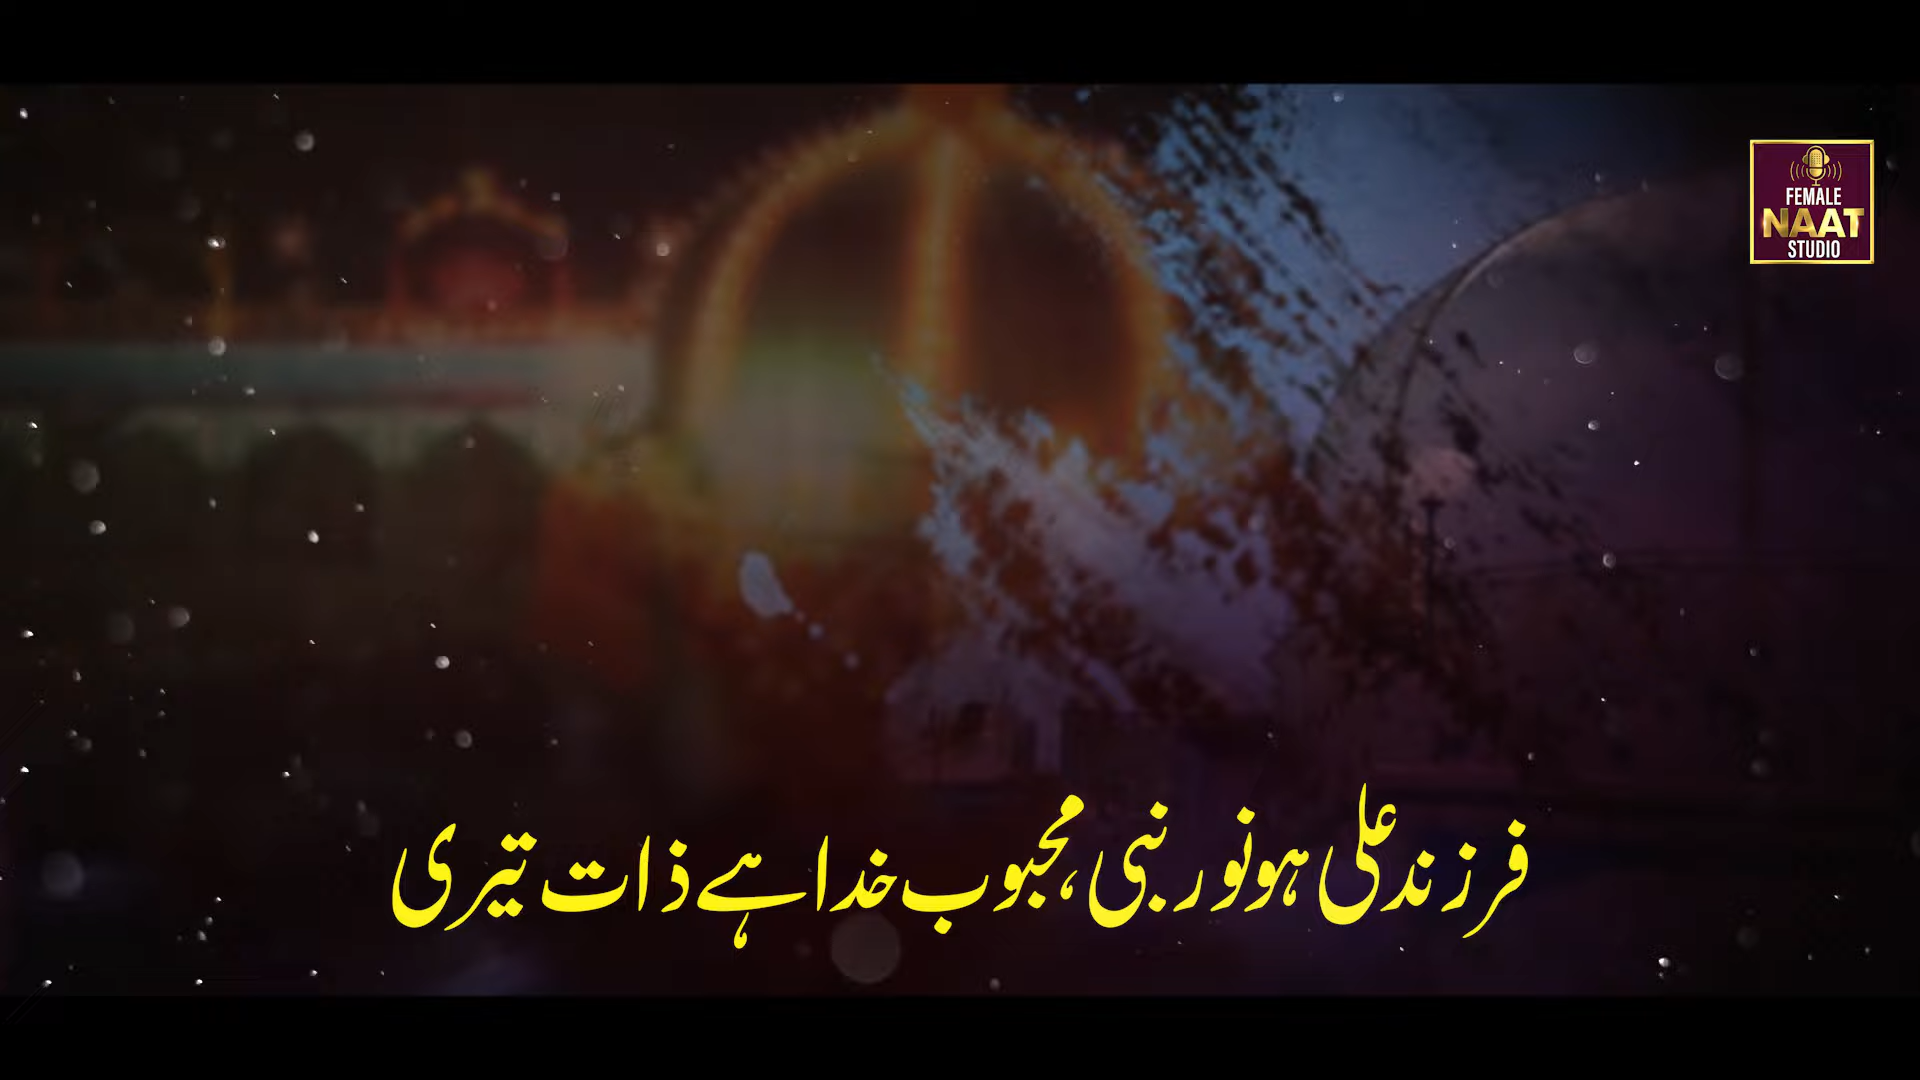 FEMALE
NAAT
STUDIO
فرزند علی ہو نور نبی، محبوب خدا ہے ذات تیری